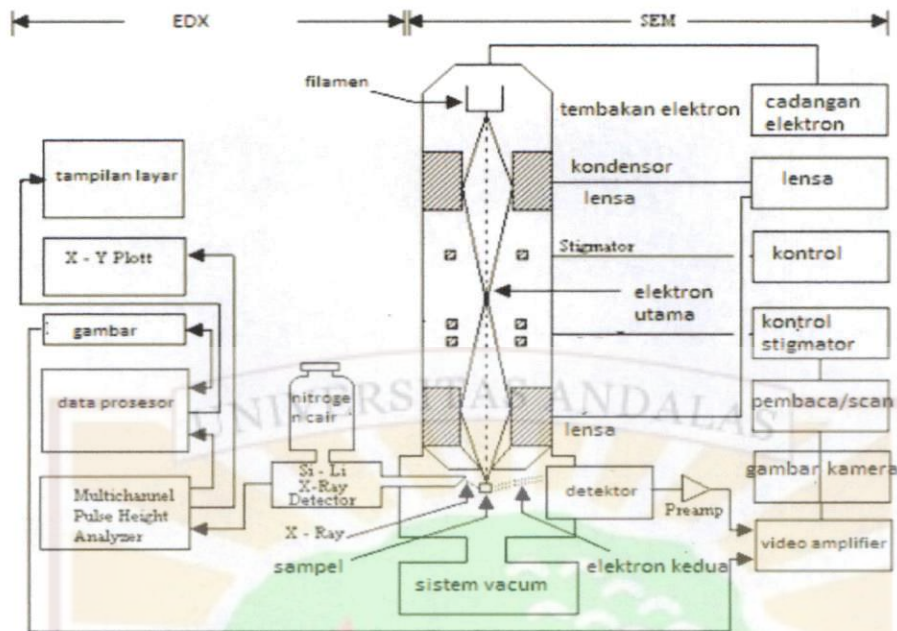 EDX
SEM
filamen
tembakan elektron
cadangan
elektron
tampilan layar
kondensor
lensa
lensa
X - Y Plott
Stigmator
kontrol
elektron
utama
gambar
kontrol
stigmator
UNIVERSITAS ANDALAS
data prosesor
nitroge
n cair
pembaca/scan
lensa
Si - Li
X-Ray
Detector
gambar
kamera
detektor
Multichannel
Pulse Height
Analyzer
Preamp
X - Ray
video amplifier
sampel
elektron kedua
sistem vacum